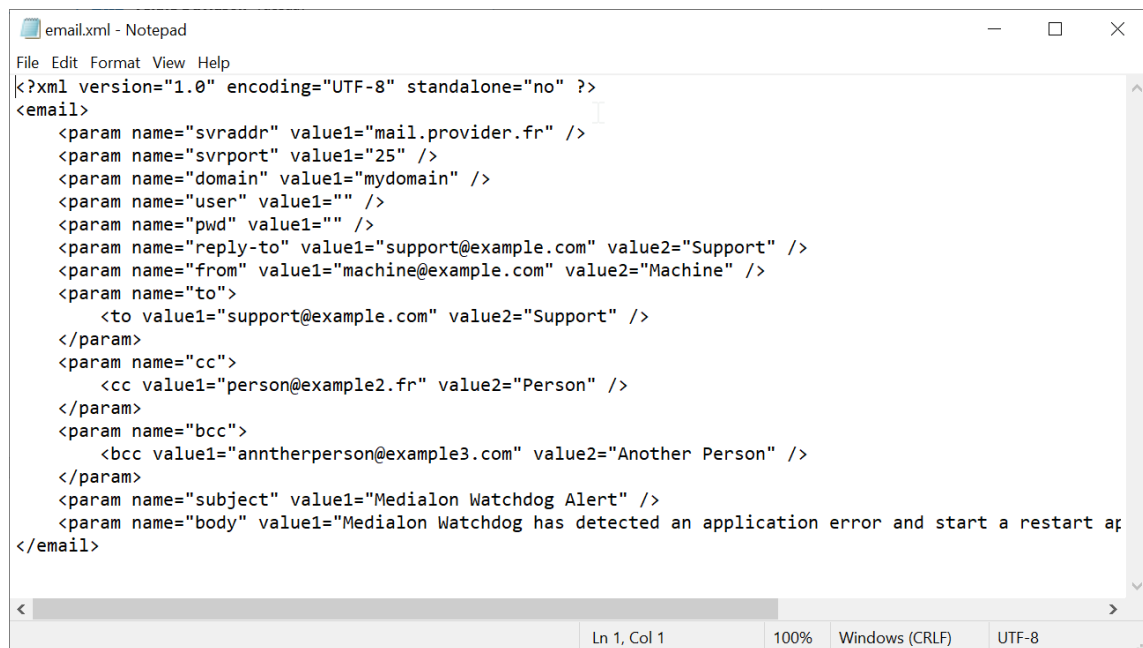 email.xml - Notepad
File Edit Format View Help
<?xml version="1.0" encoding="UTF-8" standalone="no" ?>
<email>
    <param name="svraddr" value1="mail.provider.fr" />
    <param name="svrport" value1="25" />
    <param name="domain" value1="mydomain" />
    <param name="user" value1="" />
    <param name="pwd" value1="" />
    <param name="reply-to" value1="support@example.com" value2="Support" />
    <param name="from" value1="machine@example.com" value2="Machine" />
    <param name="to">
        <to value1="support@example.com" value2="Support" />
    </param>
    <param name="cc">
        <cc value1="person@example2.fr" value2="Person" />
    </param>
    <param name="bcc">
        <bcc value1="anntherperson@example3.com" value2="Another Person" />
    </param>
    <param name="subject" value1="Medialon Watchdog Alert" />
    <param name="body" value1="Medialon Watchdog has detected an application error and start a restart ap
</email>
Ln 1, Col 1 100% Windows (CRLF) UTF-8